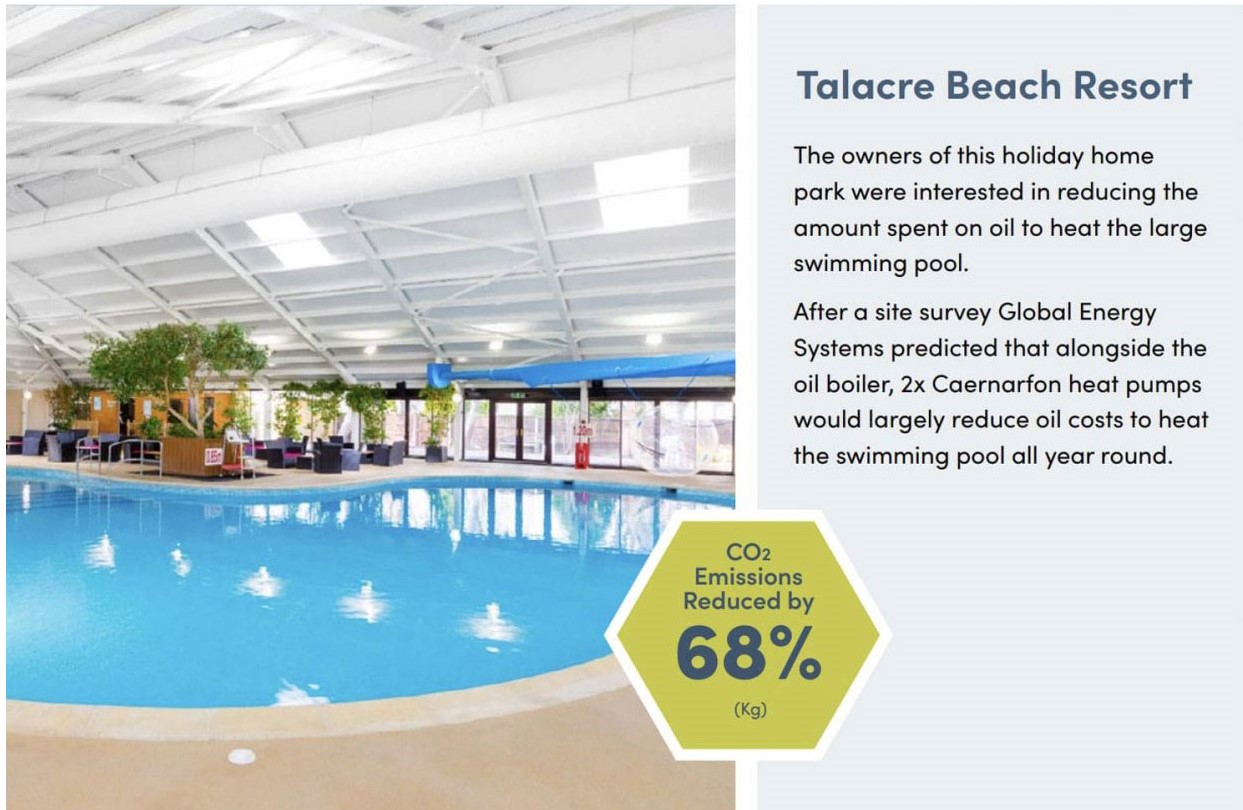 Talacre Beach Resort
The owners of this holiday home
park were interested in reducing the
amount spent on oil to heat the large
swimming pool.
After a site survey Global Energy
Systems predicted that alongside the
oil boiler, 2x Caernarfon heat pumps
would largely reduce oil costs to heat
the swimming pool all year round.
CO2
Emissions
Reduced by
68%
(Kg)